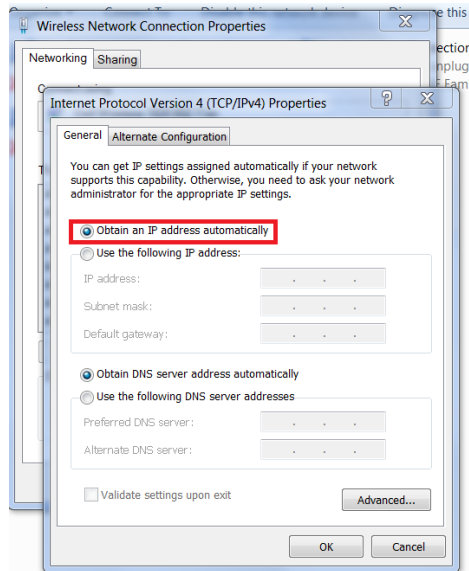 Wireless Network Connection Properties
Networking
Sharing
Internet Protocol Version 4 (TCP/IPv4) Properties
General
Alternate Configuration
You can get IP settings assigned automatically if your network
supports this capability. Otherwise, you need to ask your network
administrator for the appropriate IP settings.
Obtain an IP address automatically
Use the following IP address:
IP address:
Subnet mask:
Default gateway:
Obtain DNS server address automatically
Use the following DNS server addresses
Preferred DNS server:
Alternate DNS server:
Validate settings upon exit
Advanced...
OK
Cancel